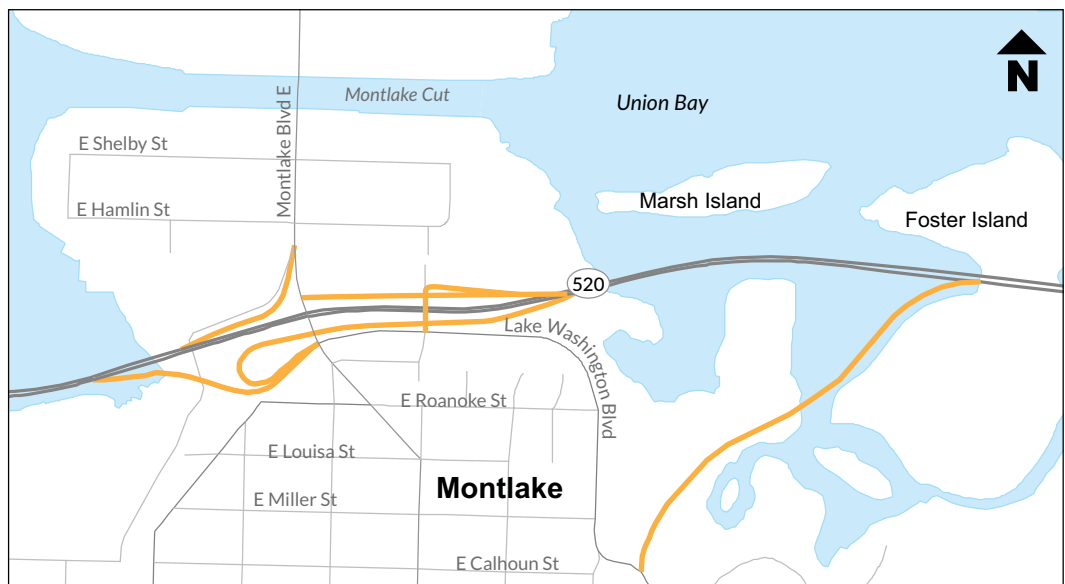 N
Montlake Cut
Union Bay
Montlake Blvd E
E Shelby St
Marsh Island
E Hamlin St
Foster Island
520
Lake Washington Blvd
E Roanoke St
E Louisa St
Montlake
E Miller St
E Calhoun St